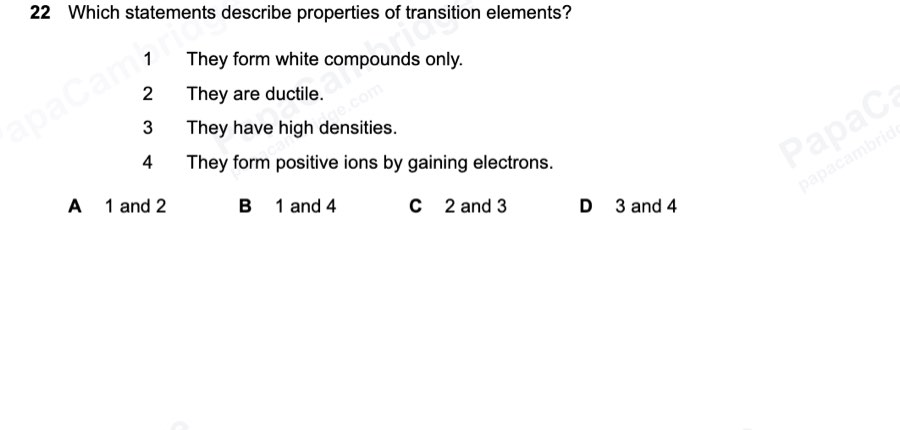 22 Which statements describe properties of transition elements?
1 They form white compounds only.
2 They are ductile.
3 They have high densities.
4 They form positive ions by gaining electrons.
A 1 and 2 B 1 and 4 C 2 and 3 D 3 and 4